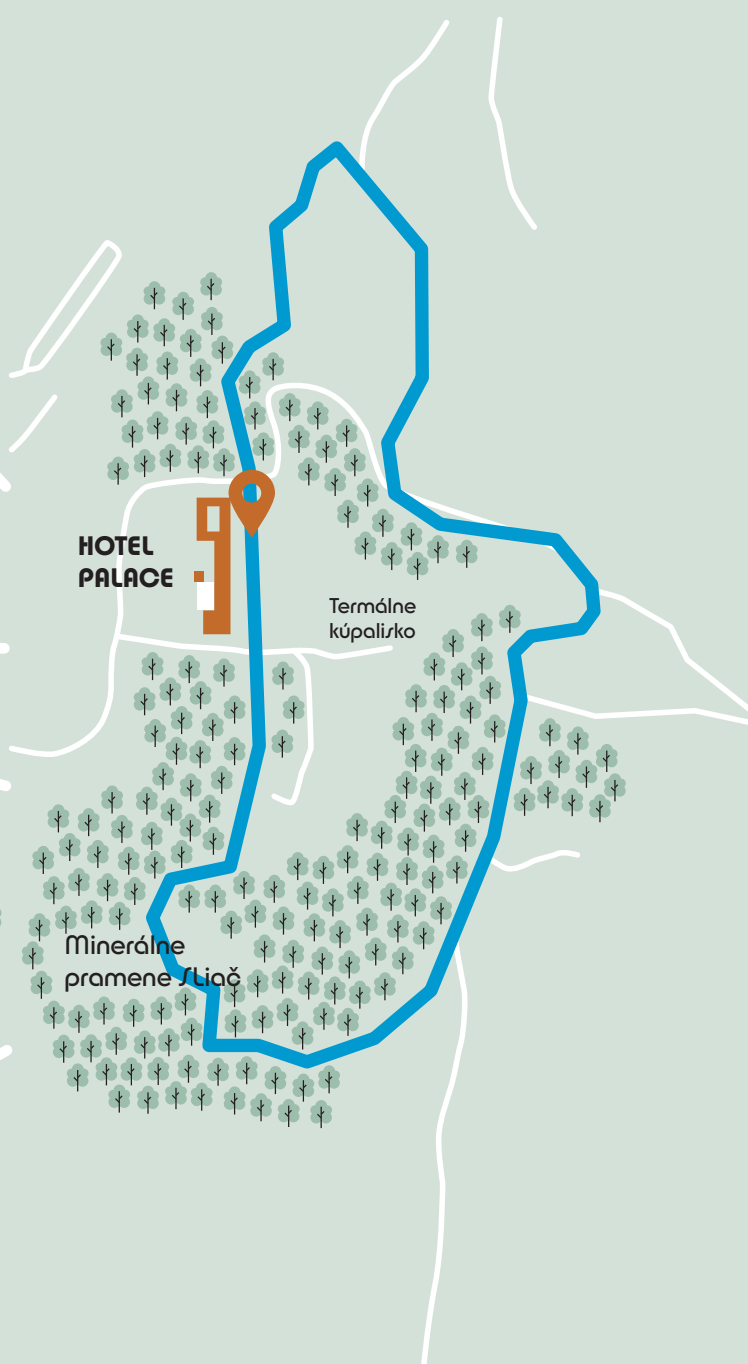 HOTEL
PALACE
Termálne
kúpalisko
Minerálne
pramene Sliač